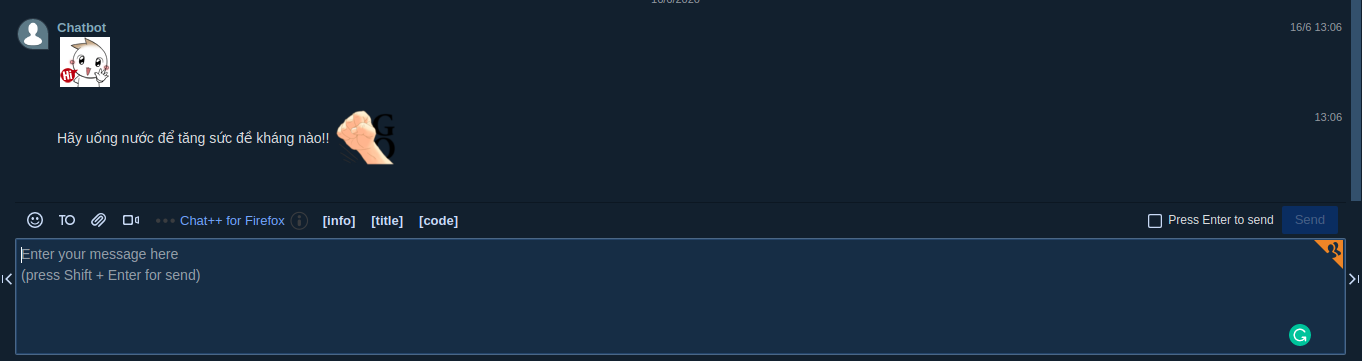 Chatbot
16/6 13:06
Hi
Hãy uống nước để tăng sức đề kháng nào!!
GO
13:06
TO
Chat++ for Firefox
[info]
[title]
[code]
Press Enter to send
Send
Enter your message here
(press Shift + Enter for send)